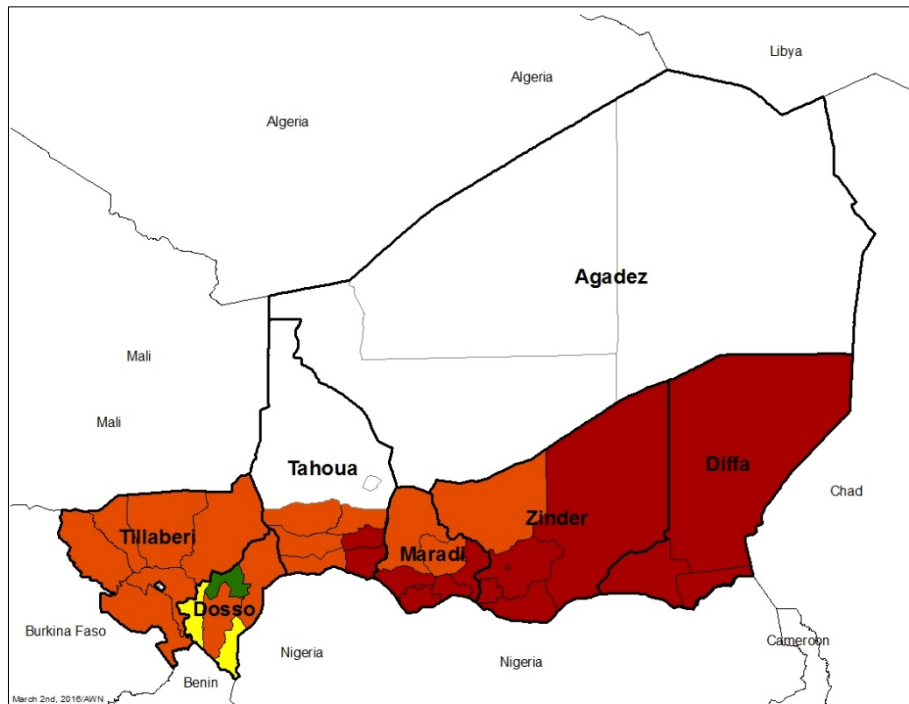 Libya
Algeria
Algeria
Agadez
Mali
Mali
Tahoua
Diffa
Chad
Zinder
Tillaberi
Maradi
Dosso
Burkina Faso
Cameroon
Nigeria
Nigeria
Benin
March 2nd, 2016/AWN